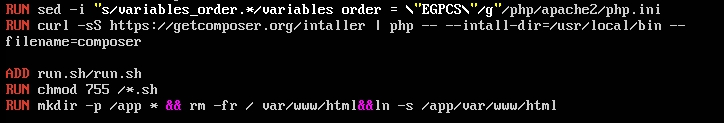 RUN sed -i "s/variables_order.*/variables order = \"EGPCS\"/g"/php/apache2/php.ini
RUN curl -sS https://getcomposer.org/intaller | php -- --intall-dir=/usr/local/bin --
filename=composer
ADD run.sh/run.sh
RUN chmod 755 /*.sh
RUN mkdir -p /app * && rm -fr / var/www/html&&ln -s /app/var/www/html